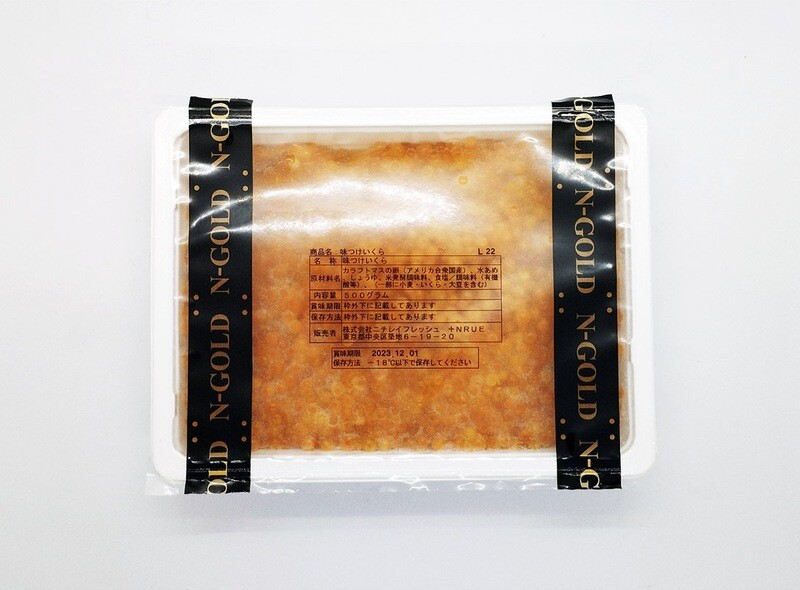 N-GOLD N-GOLD N-GO
商品名：味つけいくら L 22
名 称 味つけいくら
原材料名 カラフトマスの卵（アメリカ合衆国産）、水あめ
、しょうゆ、米発酵調味料、食塩／調味料（有機
酸等）、（一部に小麦・いくら・大豆を含む）
内容量 500グラム
賞味期限 枠外下に記載してあります
保存方法 枠外下に記載してあります
販売者 株式会社ニチレイフレッシュ ＋NRUE
東京都中央区築地6－19－20
賞味期限 2023.12.01
保存方法 －18℃以下で保存してください
GOLD N-GOLD N-GOLD N-G